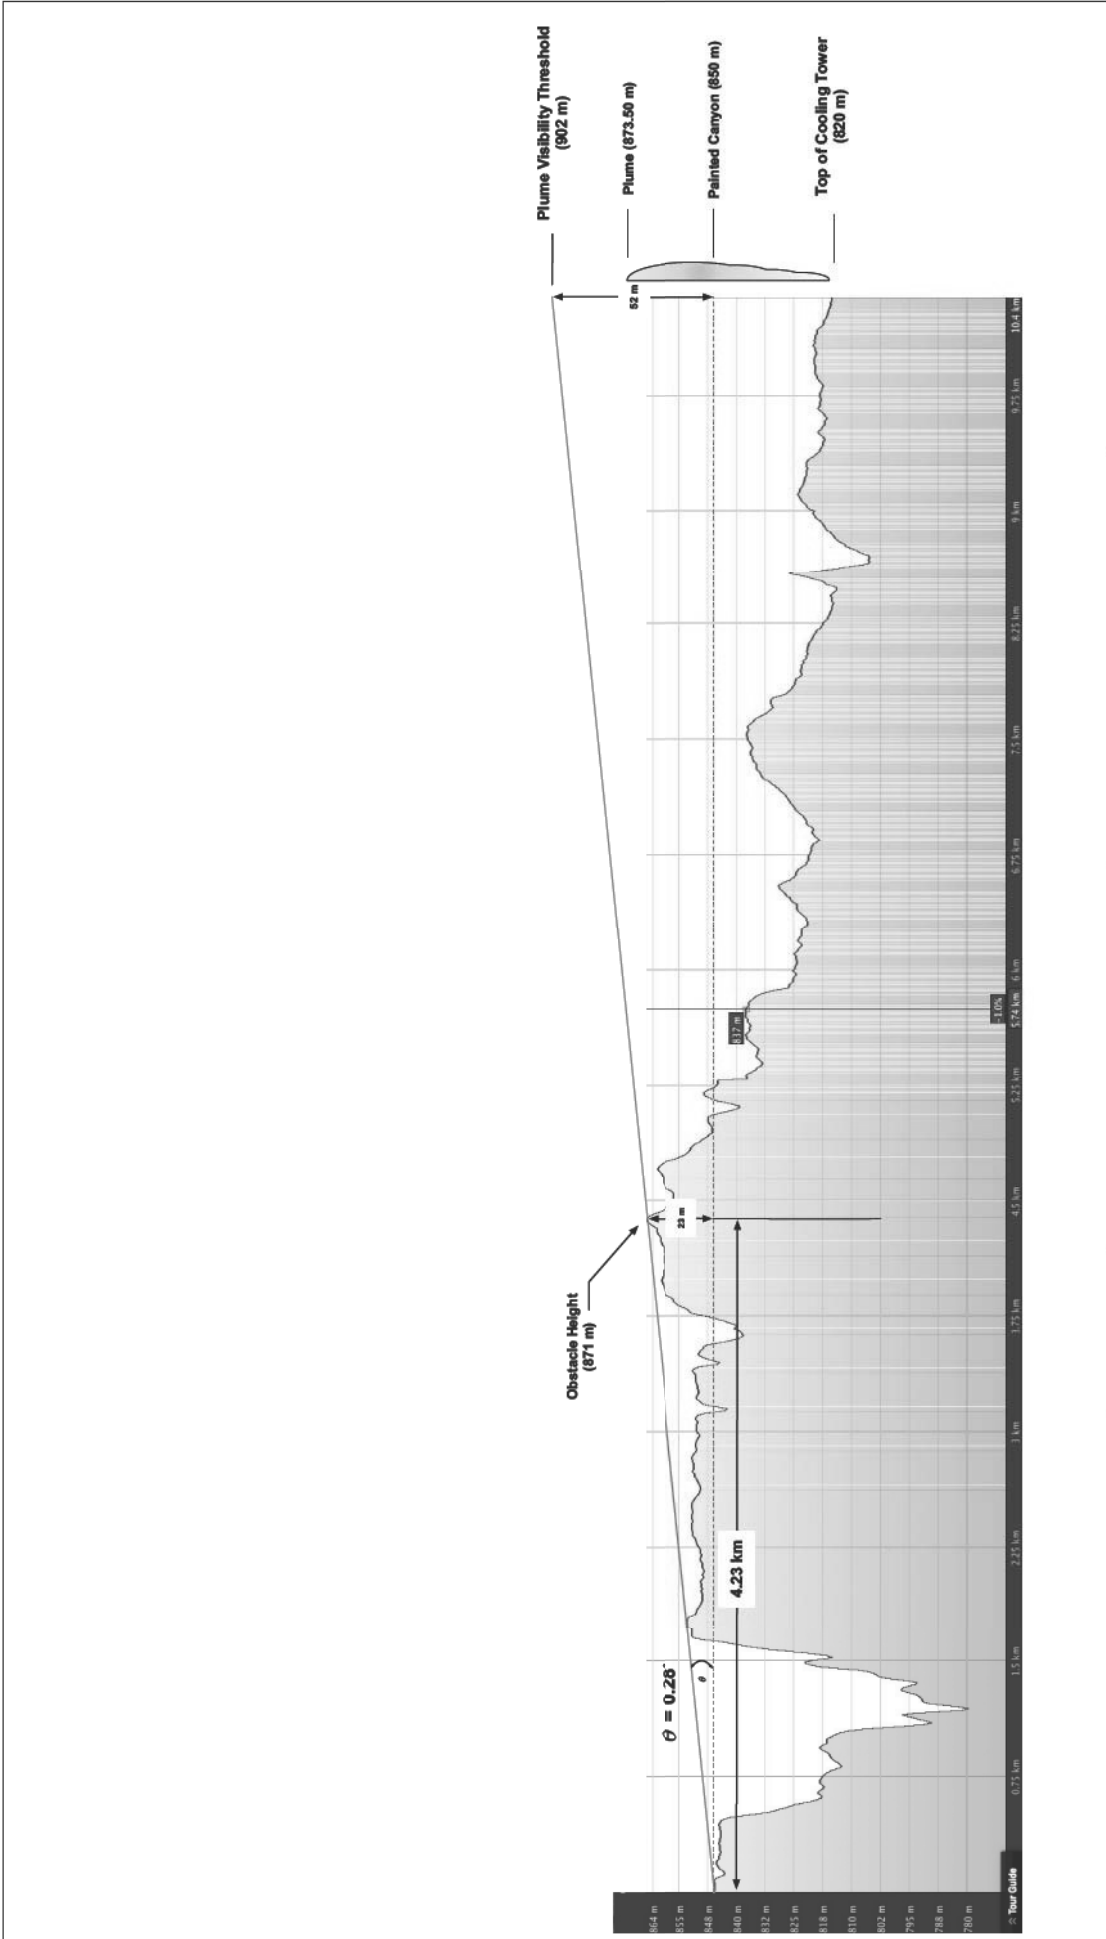 Plume Visibility Threshold
(902 m)
Plume (873.50 m)
Painted Canyon (850 m)
Top of Cooling Tower
(820 m)
52 m
Obstacle Height
(871 m)
23 m
4.23 km
θ = 0.28
θ
837 m
-1.0%
864 m
855 m
848 m
840 m
832 m
825 m
818 m
810 m
802 m
795 m
788 m
780 m
Tour Guide
0.75 km
1.5 km
2.25 km
3 km
3.75 km
4.5 km
5.25 km
5.74 km
6 km
6.75 km
7.5 km
8.25 km
9 km
9.75 km
10.4 km